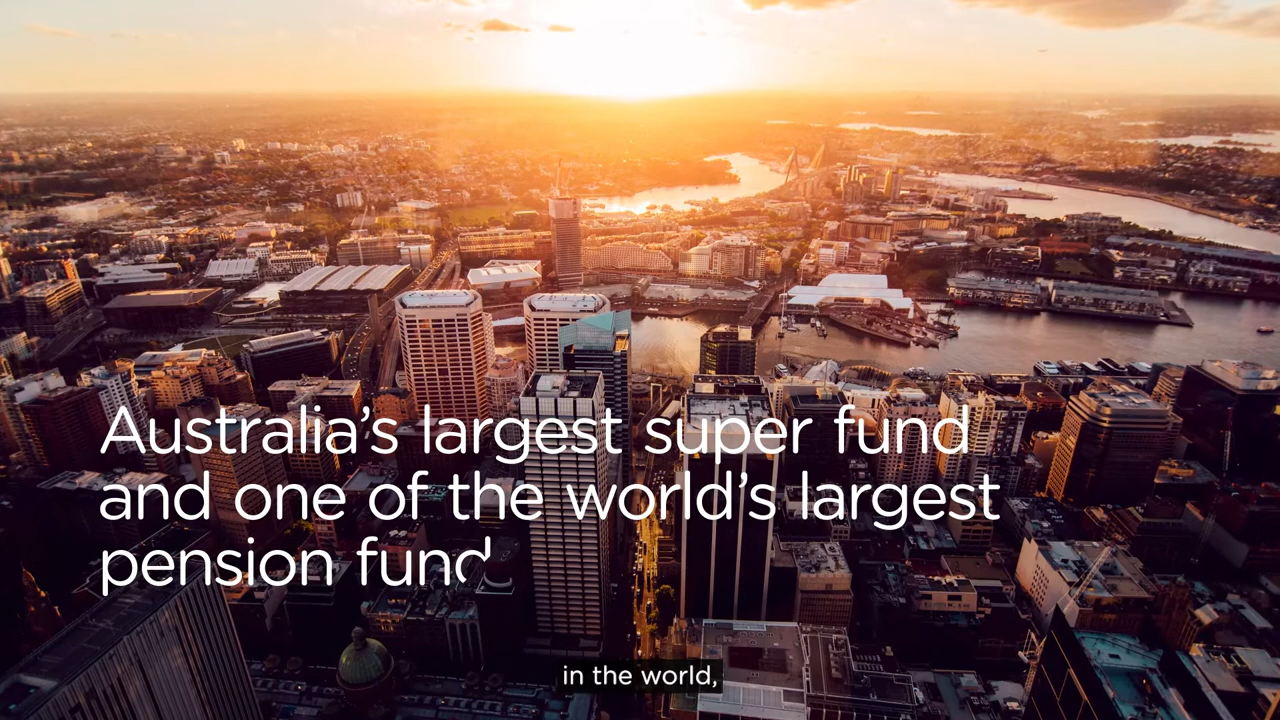 Australia’s largest super fund
and one of the world’s largest
pension fund
in the world,